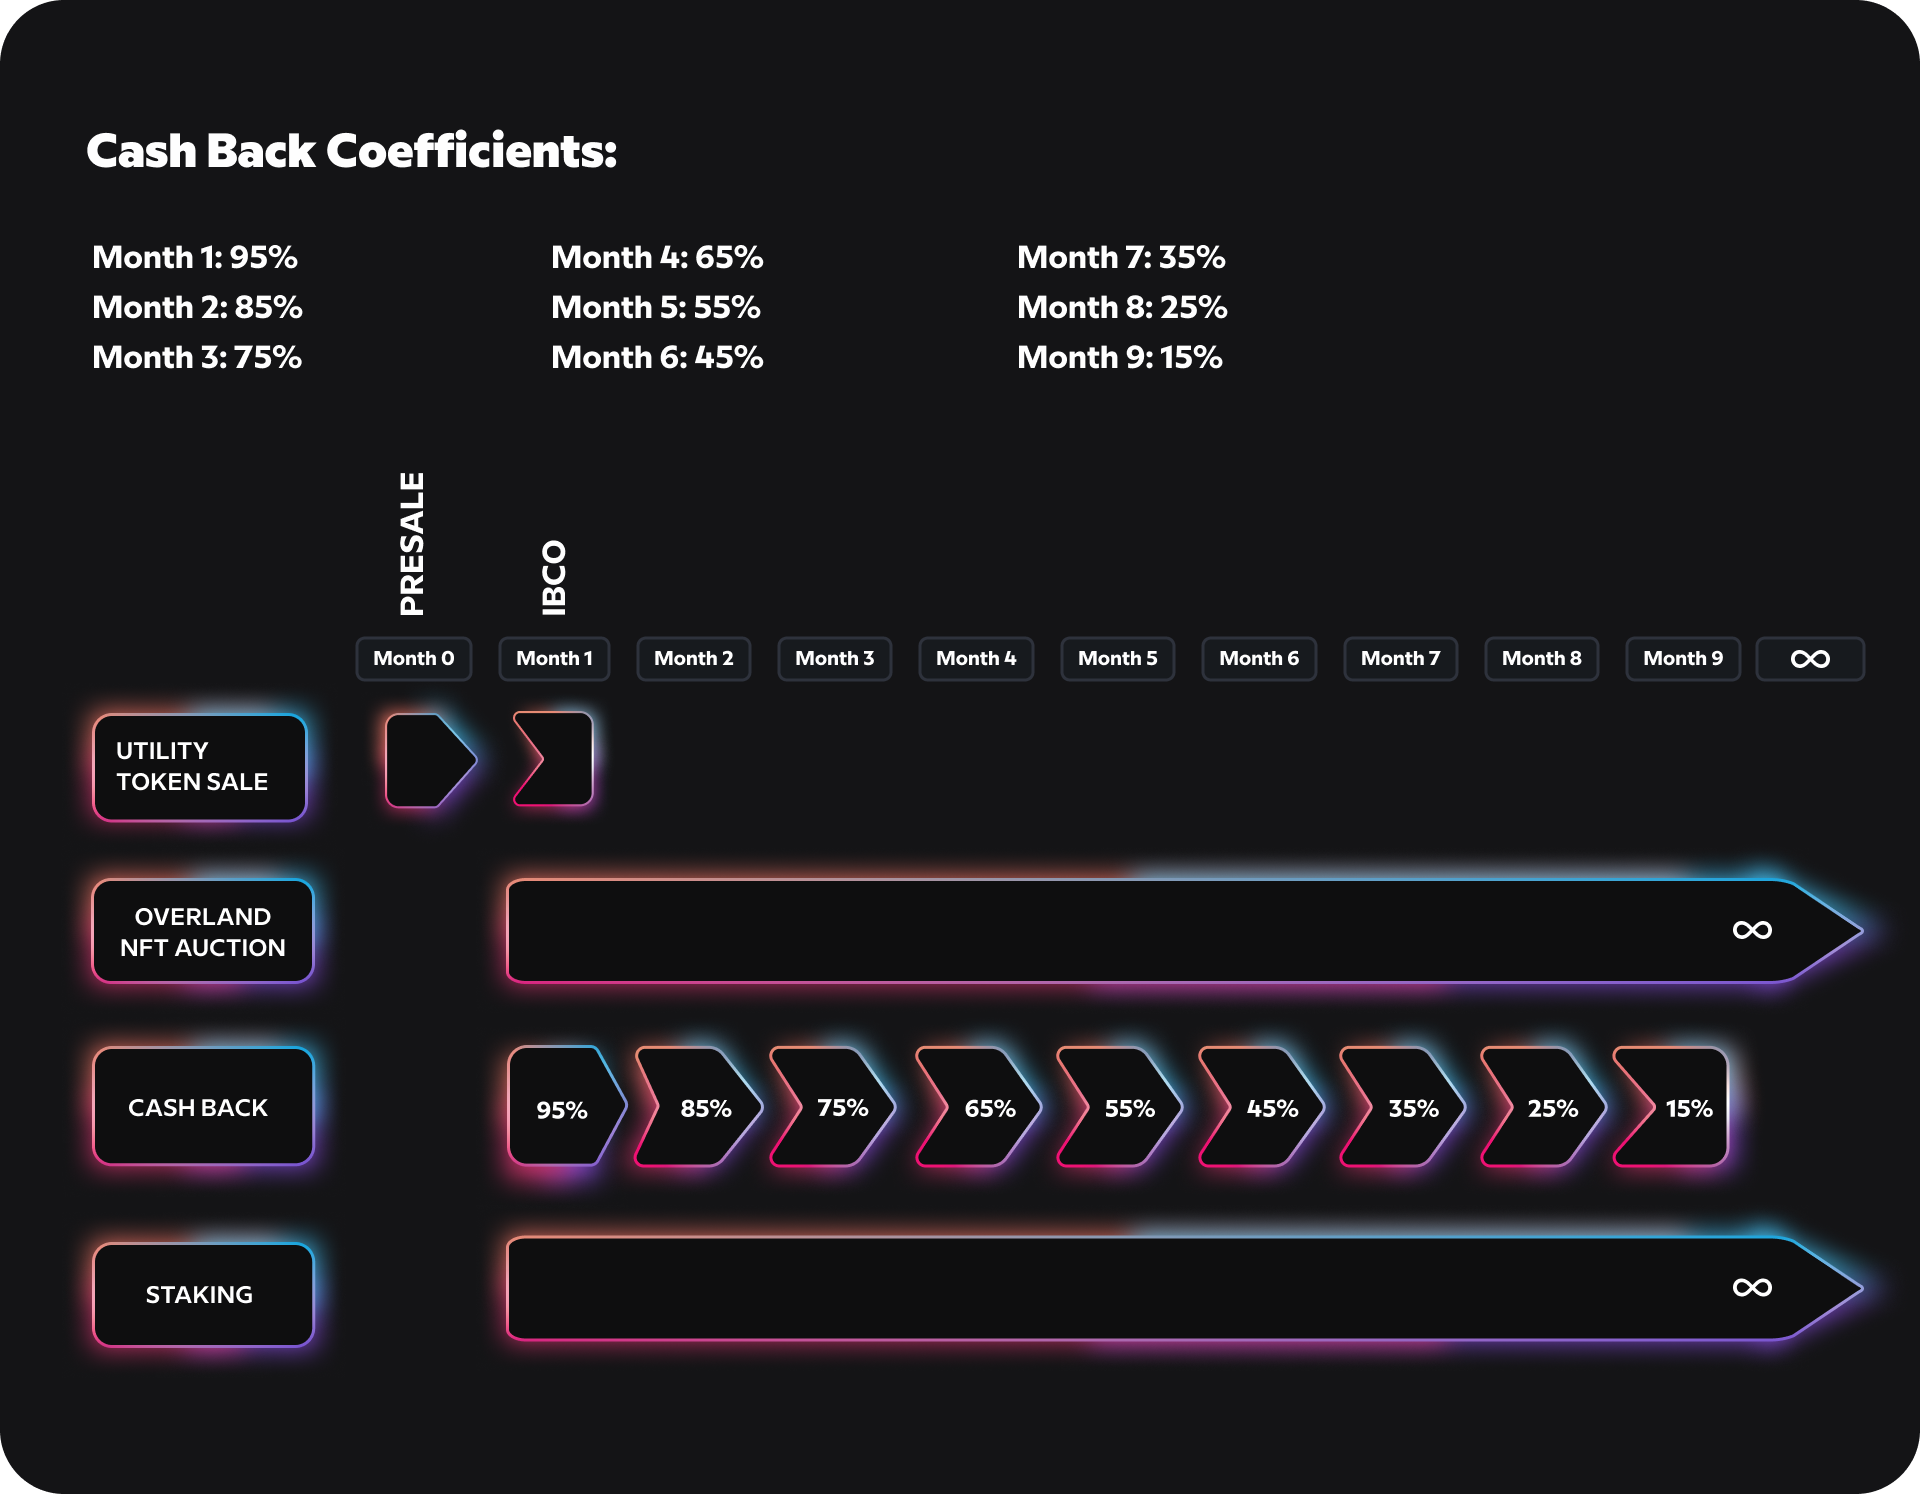 Cash Back Coefficients:
Month 1: 95%
Month 2: 85%
Month 3: 75%
Month 4: 65%
Month 5: 55%
Month 6: 45%
Month 7: 35%
Month 8: 25%
Month 9: 15%
PRESALE
IBCO
Month 0
Month 1
Month 2
Month 3
Month 4
Month 5
Month 6
Month 7
Month 8
Month 9
∞
UTILITY
TOKEN SALE
OVERLAND
NFT AUCTION
∞
CASH BACK
95%
85%
75%
65%
55%
45%
35%
25%
15%
STAKING
∞